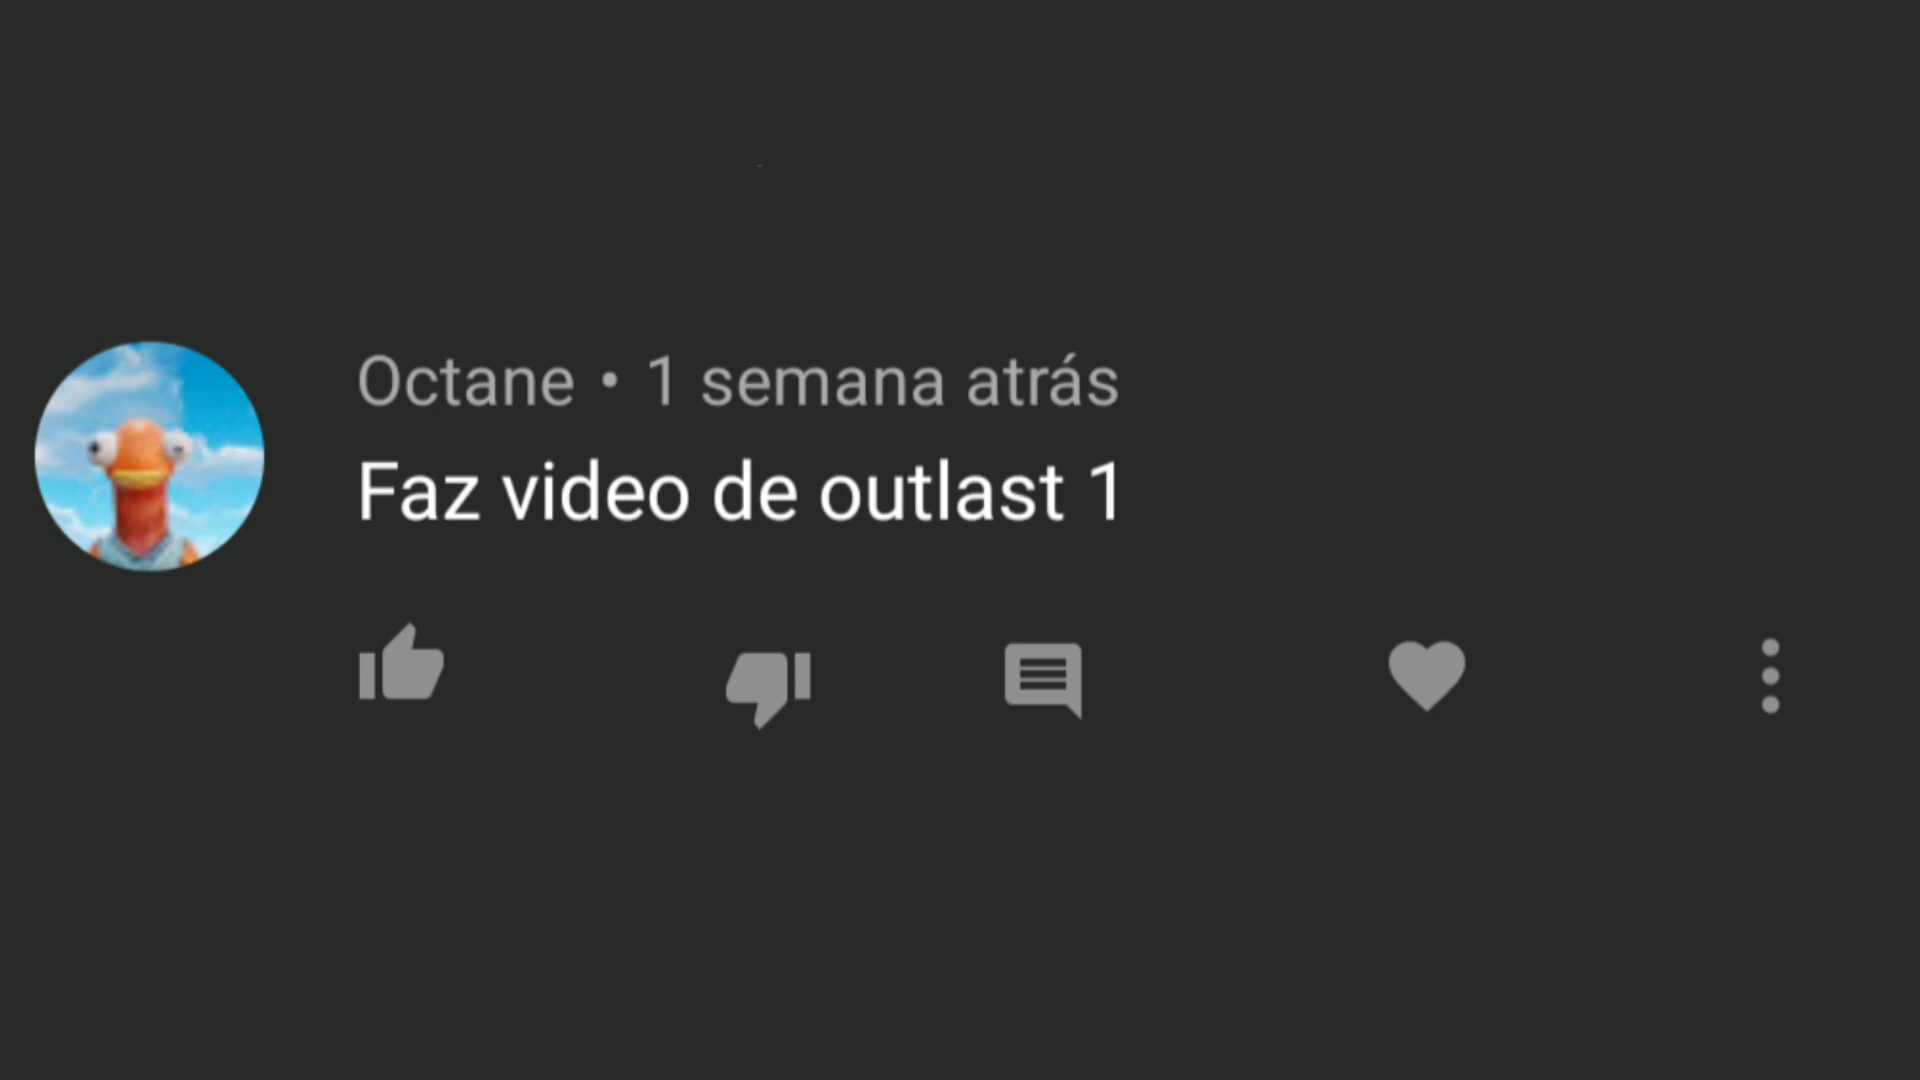 Octane • 1 semana atrás
Faz video de outlast 1